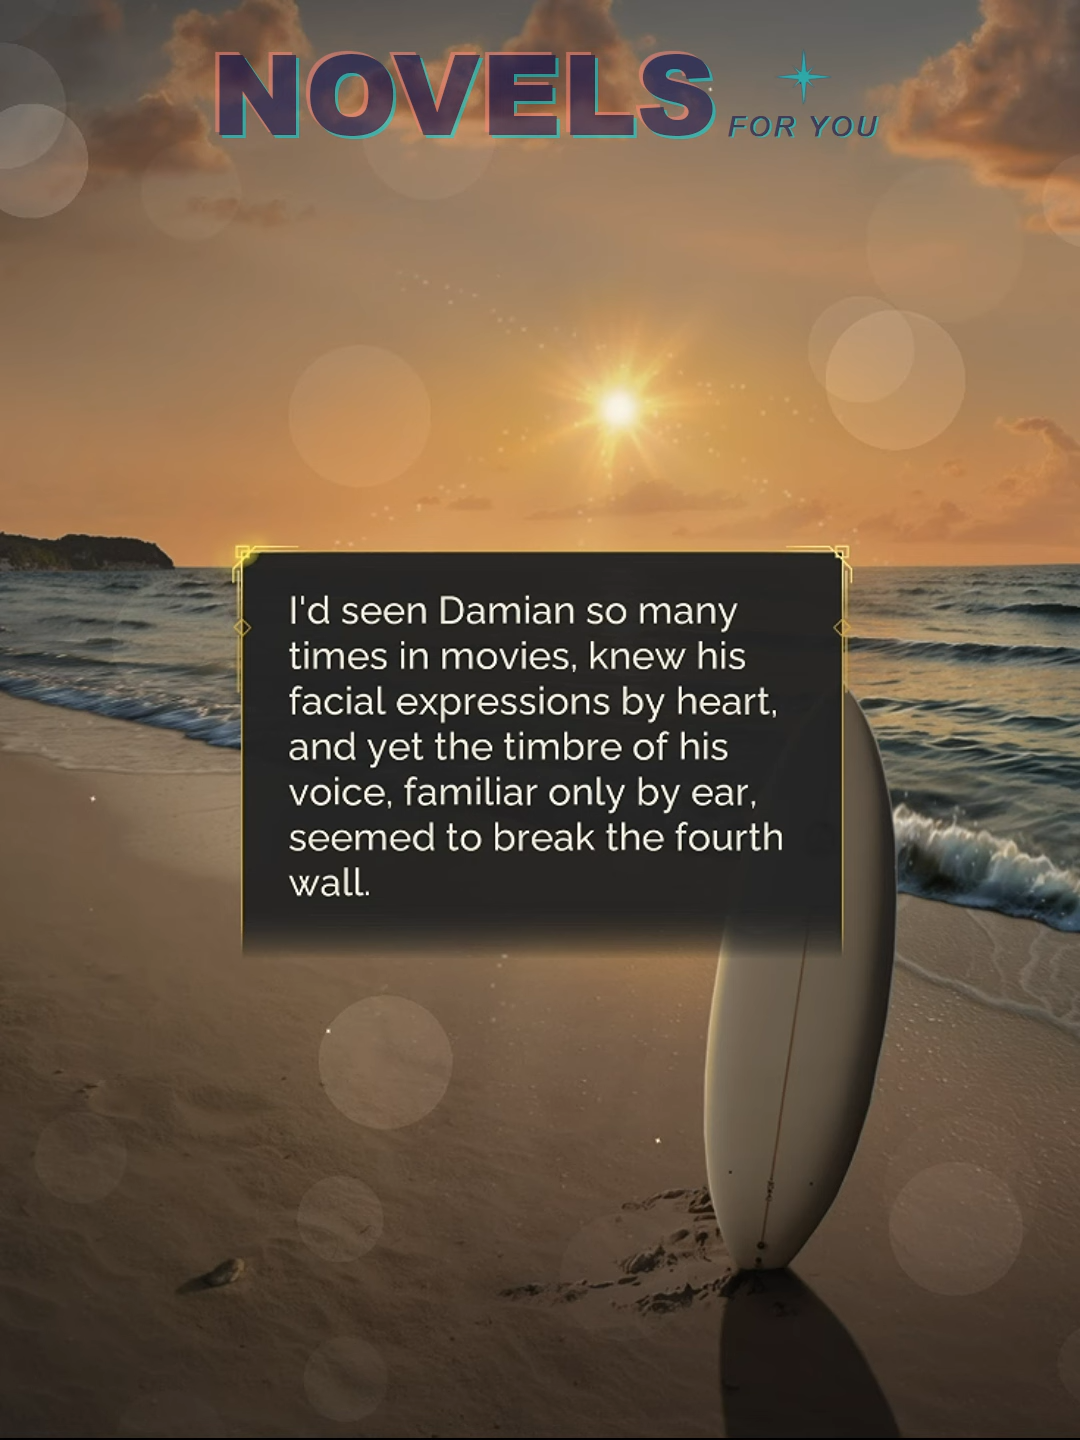 NOVELS
FOR YOU
I'd seen Damian so many
times in movies, knew his
facial expressions by heart,
and yet the timbre of his
voice, familiar only by ear,
seemed to break the fourth
wall.